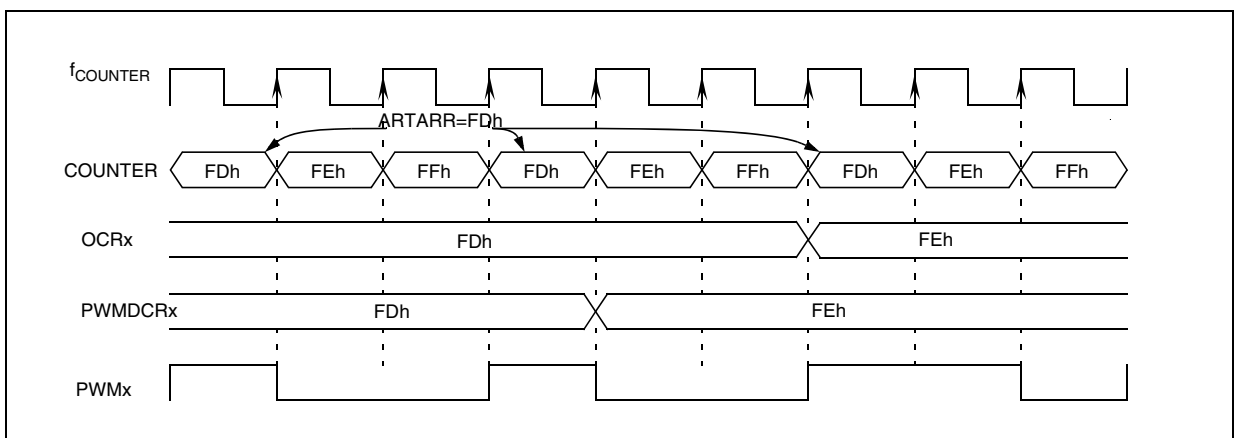 fCOUNTER
ARTARR=FDh
COUNTER FDh FEh FFh FDh FEh FFh FDh FEh FFh
OCRx FDh FEh
PWMDCRx FDh FEh
PWMx